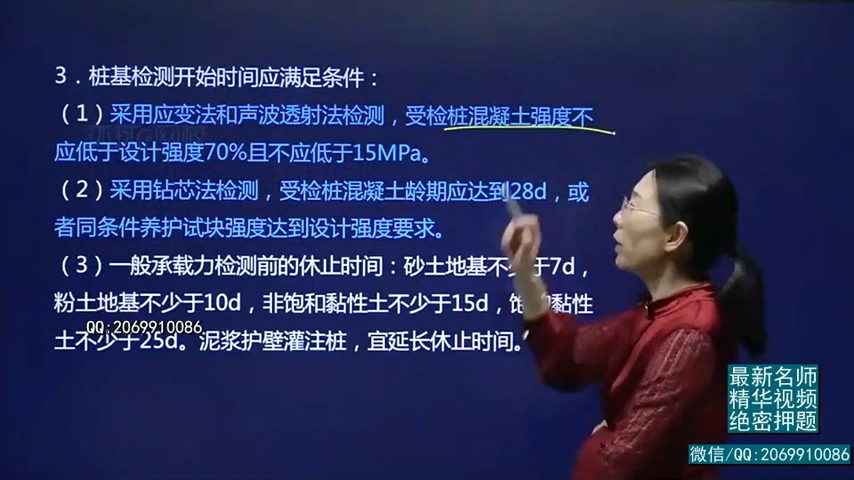 3．桩基检测开始时间应满足条件：
（1）采用应变法和声波透射法检测，受检桩混凝土强度不
应低于设计强度70%且不应低于15MPa。
（2）采用钻芯法检测，受检桩混凝土龄期应达到28d，或
者同条件养护试块强度达到设计强度要求。
（3）一般承载力检测前的休止时间：砂土地基不少于7d，
粉土地基不少于10d，非饱和黏性土不少于15d，饱和黏性
土不少于25d。泥浆护壁灌注桩，宜延长休止时间。
QQ:2069910086
最新名师
精华视频
绝密押题
微信/QQ:2069910086